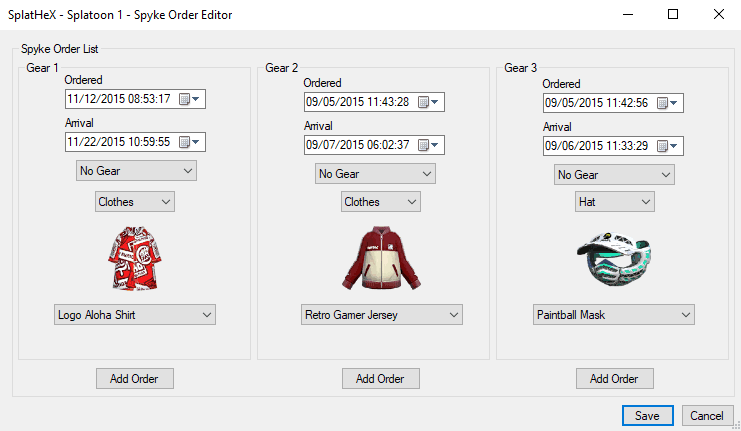 SplatHeX - Splatoon 1 - Spyke Order Editor
Spyke Order List
Gear 1
Ordered
11/12/2015 08:53:17
Arrival
11/22/2015 10:59:55
No Gear
Clothes
Logo Aloha Shirt
Add Order
Gear 2
Ordered
09/05/2015 11:43:28
Arrival
09/07/2015 06:02:37
No Gear
Clothes
Retro Gamer Jersey
Add Order
Gear 3
Ordered
09/05/2015 11:42:56
Arrival
09/06/2015 11:33:29
No Gear
Hat
Paintball Mask
Add Order
Save
Cancel